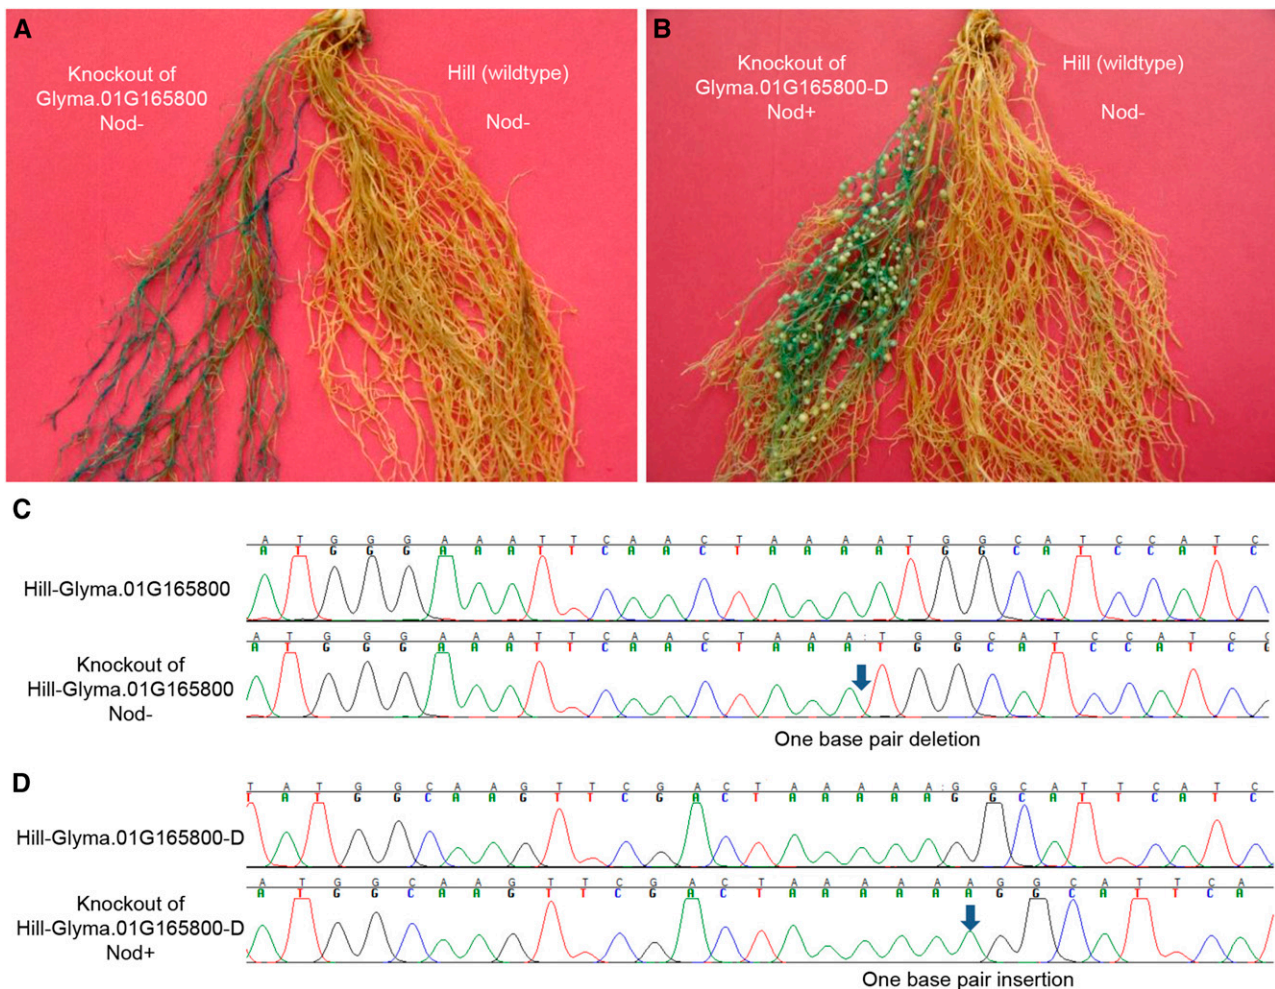 A
Knockout of
Glyma.01G165800
Nod-
Hill (wildtype)
Nod-
B
Knockout of
Glyma.01G165800-D
Nod+
Hill (wildtype)
Nod-
C
A T G G G A A A T T C A A C T A A A A T G G C A T C C A T C
A T G G G A A A T T C A A C T A A A A T G G C A T C C A T C
Hill-Glyma.01G165800
A T G G G A A A T T C A A C T A A A : T G G C A T C C A T C G
A T G G G A A A T T C A A C T A A A T G G C A T C C A T C G
Knockout of
Hill-Glyma.01G165800
Nod-
One base pair deletion
D
T A T G G C A A G T T C G A C T A A A A A : G G C A T T C A T C
T A T G G C A A G T T C G A C T A A A A A G G C A T T C A T C
Hill-Glyma.01G165800-D
A T G G C A A G T T C G A C T A A A A A A G G C A T T C A
A T G G C A A G T T C G A C T A A A A A A G G C A T T C A
Knockout of
Hill-Glyma.01G165800-D
Nod+
One base pair insertion